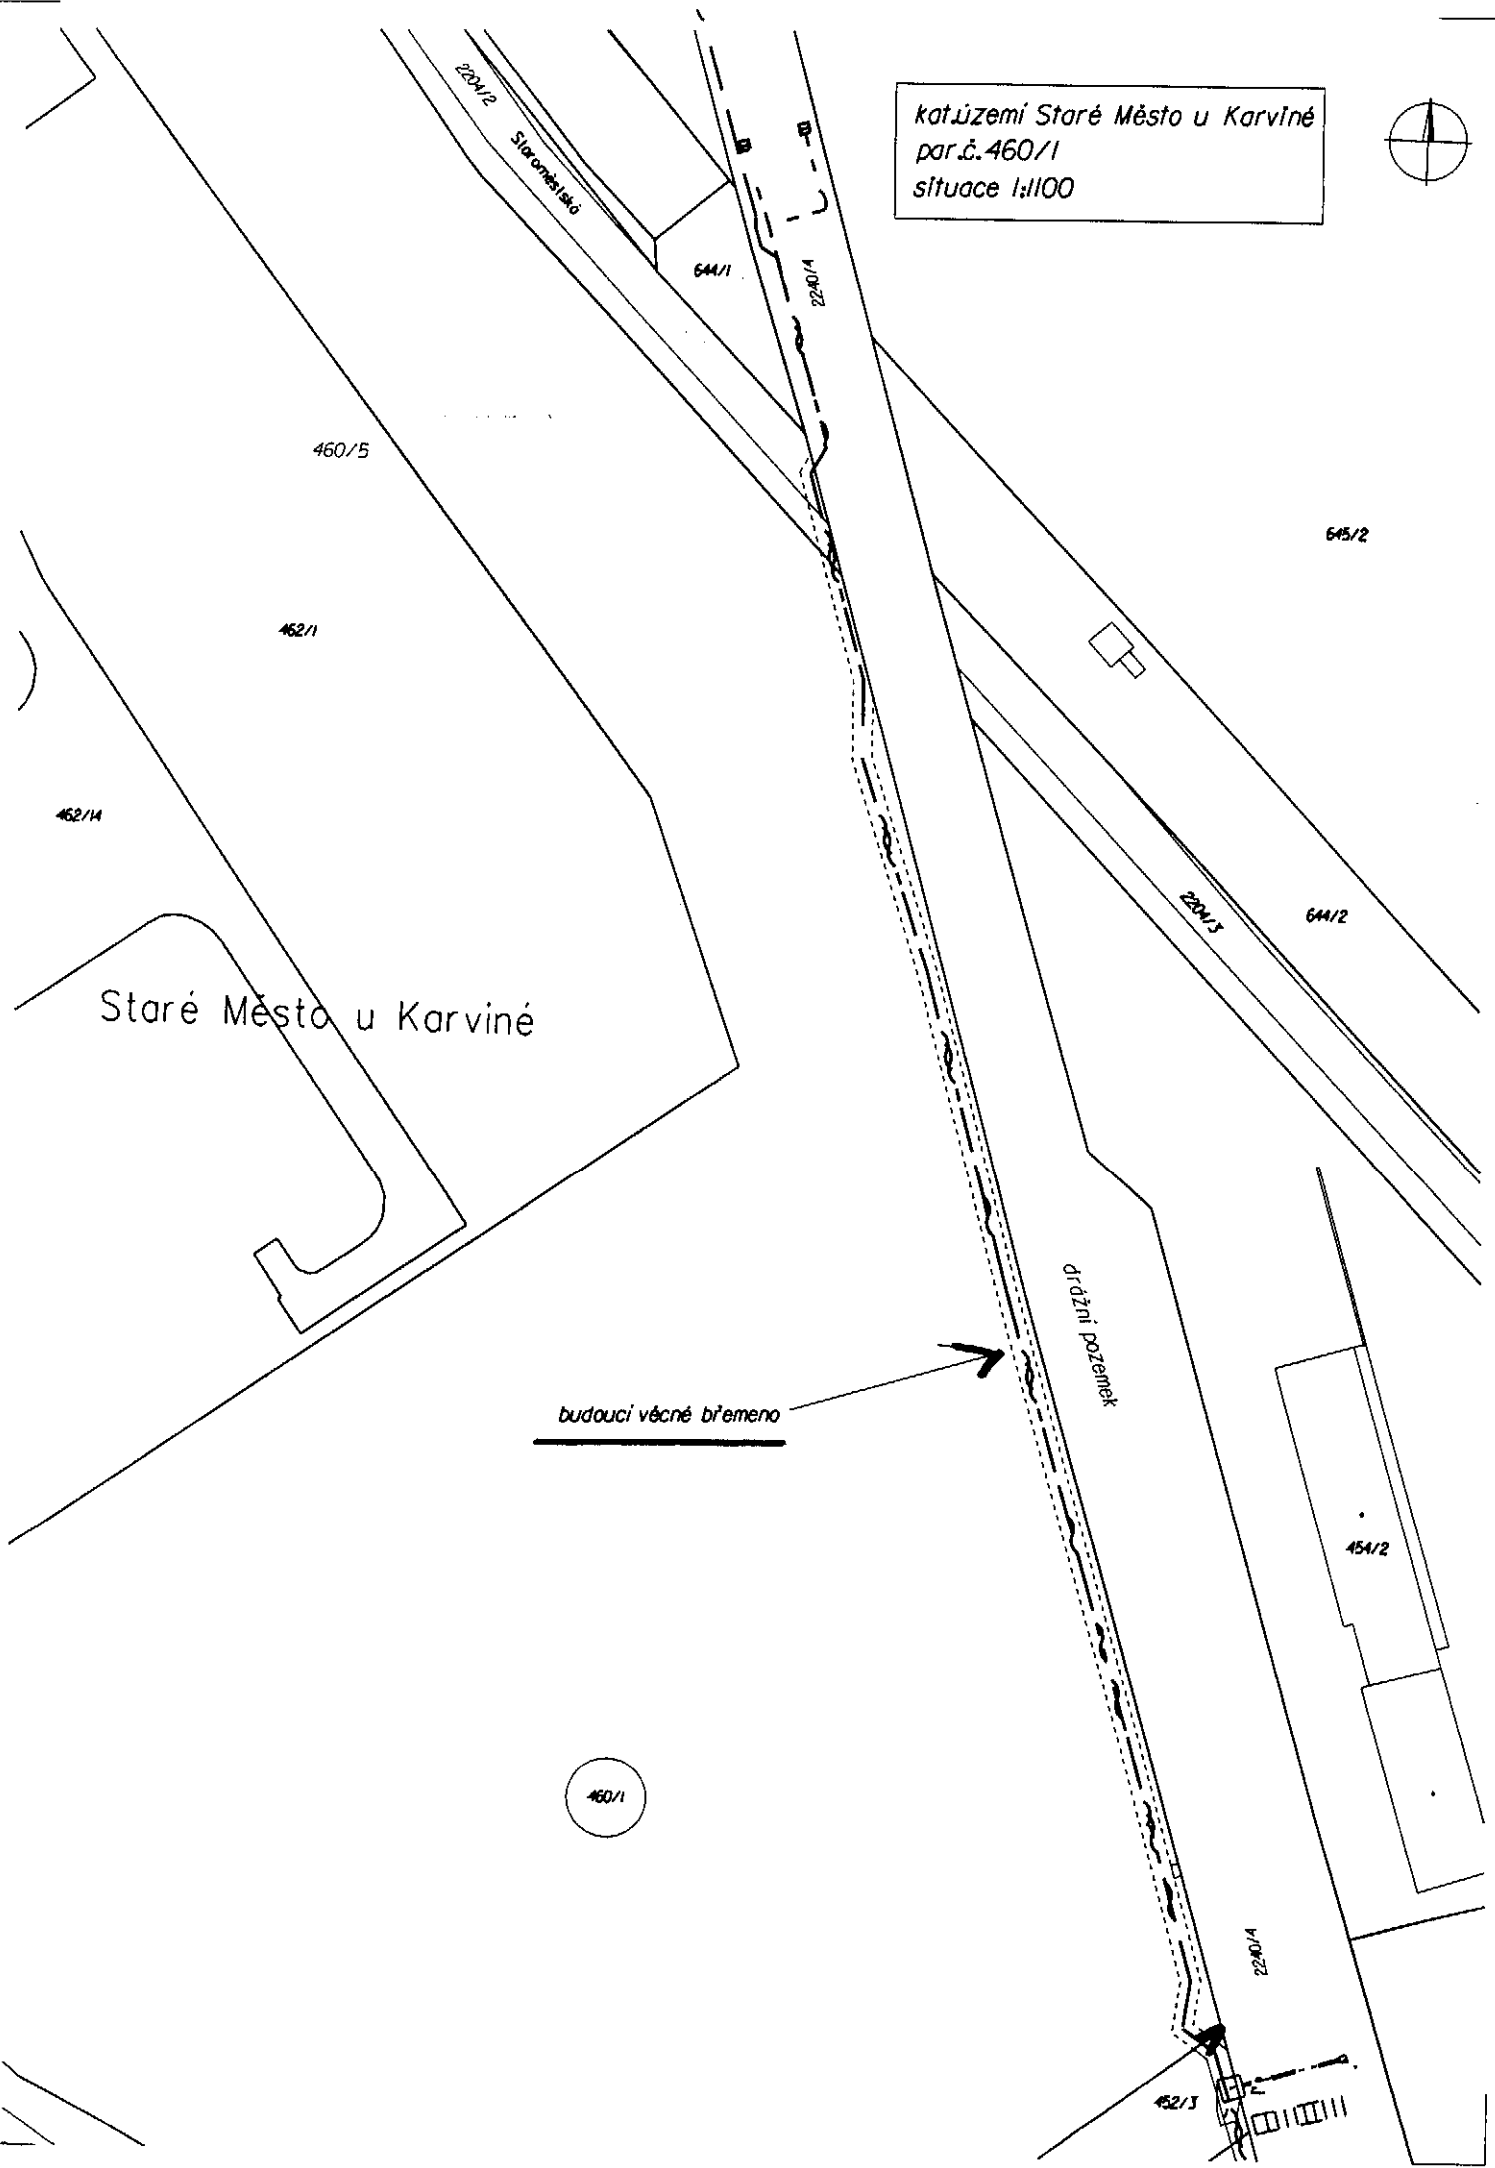 kat.území Staré Město u Karviné
par.č.460/1
situace 1:1100
2204/2
Staroměstská
644/1
2240/4
460/5
645/2
462/1
462/14
2204/3
644/2
Staré Město u Karviné
drážní pozemek
budoucí věcné břemeno
454/2
460/1
2240/4
452/3